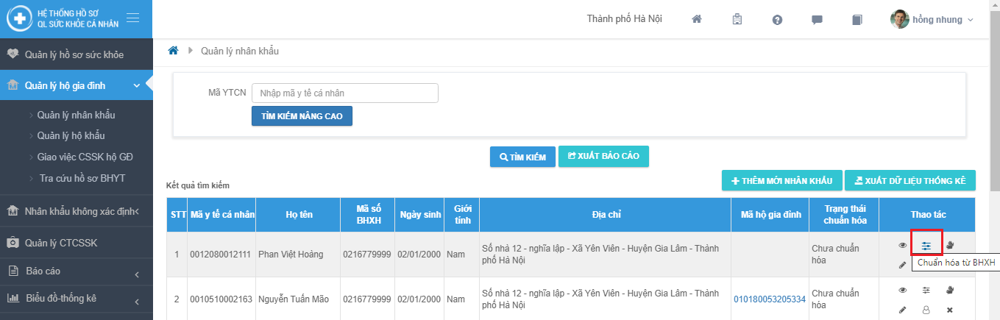 HỆ THỐNG HỒ SƠ
QL SỨC KHỎE CÁ NHÂN
Thành phố Hà Nội
hồng nhung
Quản lý hồ sơ sức khỏe
Quản lý hộ gia đình
Quản lý nhân khẩu
Quản lý hộ khẩu
Giao việc CSSK hộ GĐ
Tra cứu hồ sơ BHYT
Nhân khẩu không xác định
Quản lý CTCSSK
Báo cáo
Biểu đồ-thống kê
Quản lý nhân khẩu
Mã YTCN
Nhập mã y tế cá nhân
TÌM KIẾM NÂNG CAO
TÌM KIẾM
XUẤT BÁO CÁO
Kết quả tìm kiếm
THÊM MỚI NHÂN KHẨU
XUẤT DỮ LIỆU THỐNG KÊ
STT
Mã y tế cá nhân
Họ tên
Mã số
BHXH
Ngày sinh
Giới
tính
Địa chỉ
Mã hộ gia đình
Trạng thái
chuẩn hóa
Thao tác
1
0012080012111
Phan Việt Hoàng
0216779999
02/01/2000
Nam
Số nhà 12 - nghĩa lập - Xã Yên Viên - Huyện Gia Lâm - Thành
phố Hà Nội
Chưa chuẩn
hóa
Chuẩn hóa từ BHXH
2
0010510002163
Nguyễn Tuấn Mão
0216779999
02/01/2000
Nam
Số nhà 12 - nghĩa lập - Xã Yên Viên - Huyện Gia Lâm - Thành
phố Hà Nội
010180053205334
Chưa chuẩn
hóa